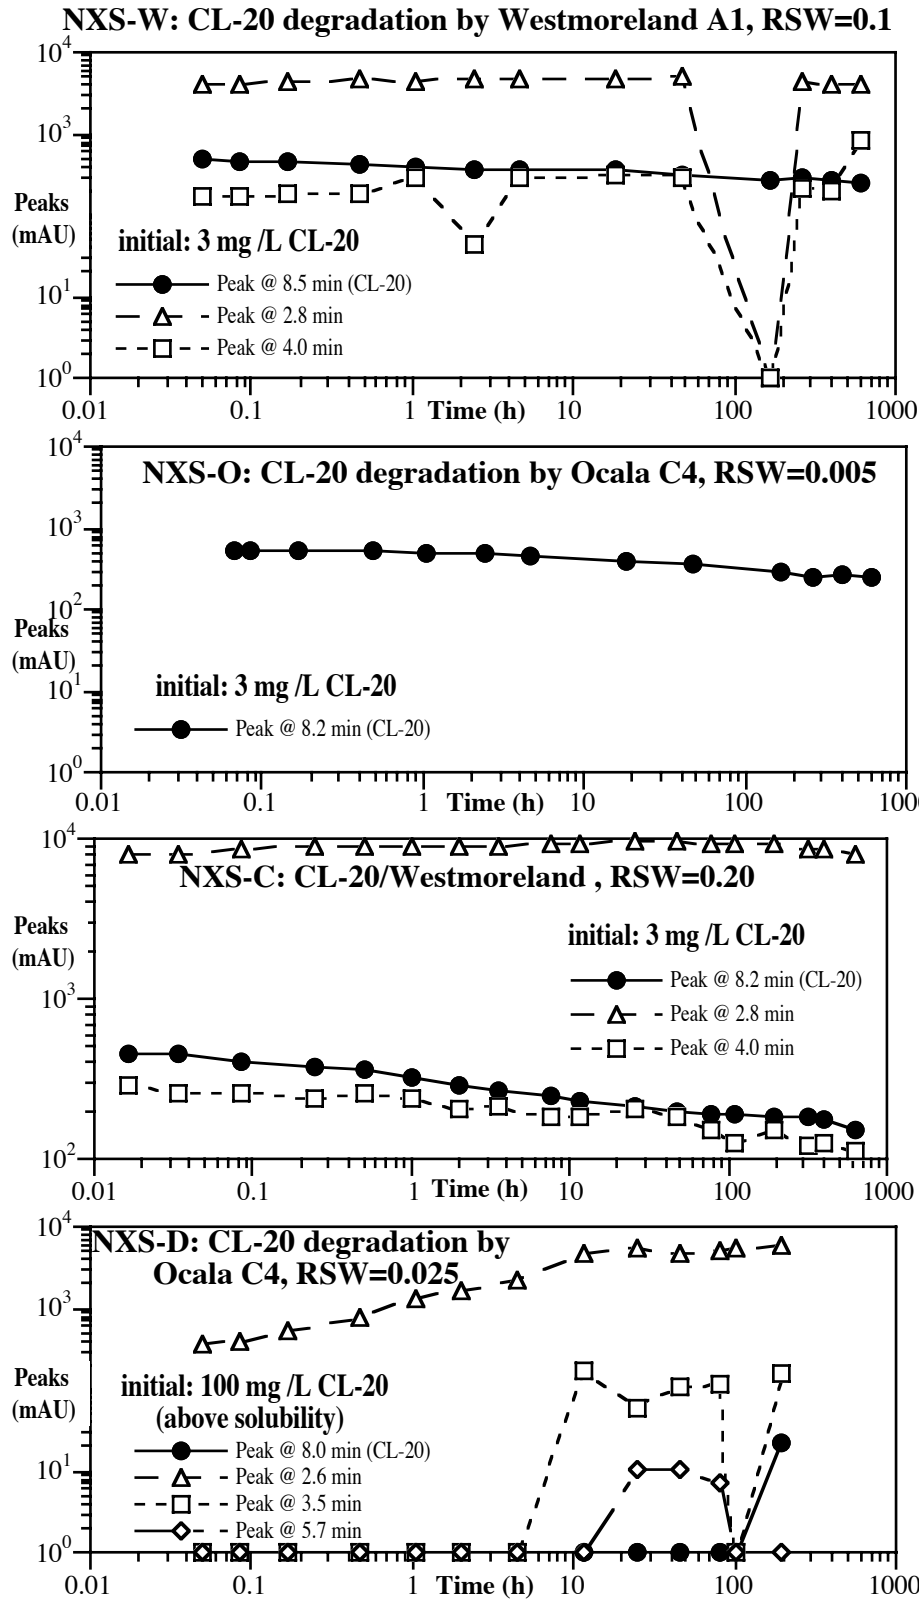 NXS-W: CL-20 degradation by Westmoreland A1, RSW=0.1
10^4
10^3
Peaks
(mAU)
initial: 3 mg /L CL-20
Peak @ 8.5 min (CL-20)
10^1
Peak @ 2.8 min
Peak @ 4.0 min
10^0
0.01 0.1 1 Time (h) 10 100 1000
10^4
NXS-O: CL-20 degradation by Ocala C4, RSW=0.005
10^3
10^2
Peaks
(mAU)
initial: 3 mg /L CL-20
10^1
Peak @ 8.2 min (CL-20)
10^0
0.01 0.1 1 Time (h) 10 100 100
10^4
NXS-C: CL-20/Westmoreland , RSW=0.20
Peaks
(mAU)
initial: 3 mg /L CL-20
Peak @ 8.2 min (CL-20)
10^3
Peak @ 2.8 min
Peak @ 4.0 min
10^2
0.01 0.1 1 Time (h) 10 100 1000
10^4
NXS-D: CL-20 degradation by
Ocala C4, RSW=0.025
10^3
Peaks
(mAU)
initial: 100 mg /L CL-20
(above solubility)
Peak @ 8.0 min (CL-20)
10^1
Peak @ 2.6 min
Peak @ 3.5 min
Peak @ 5.7 min
10^0
0.01 0.1 1 Time (h) 10 100 1000